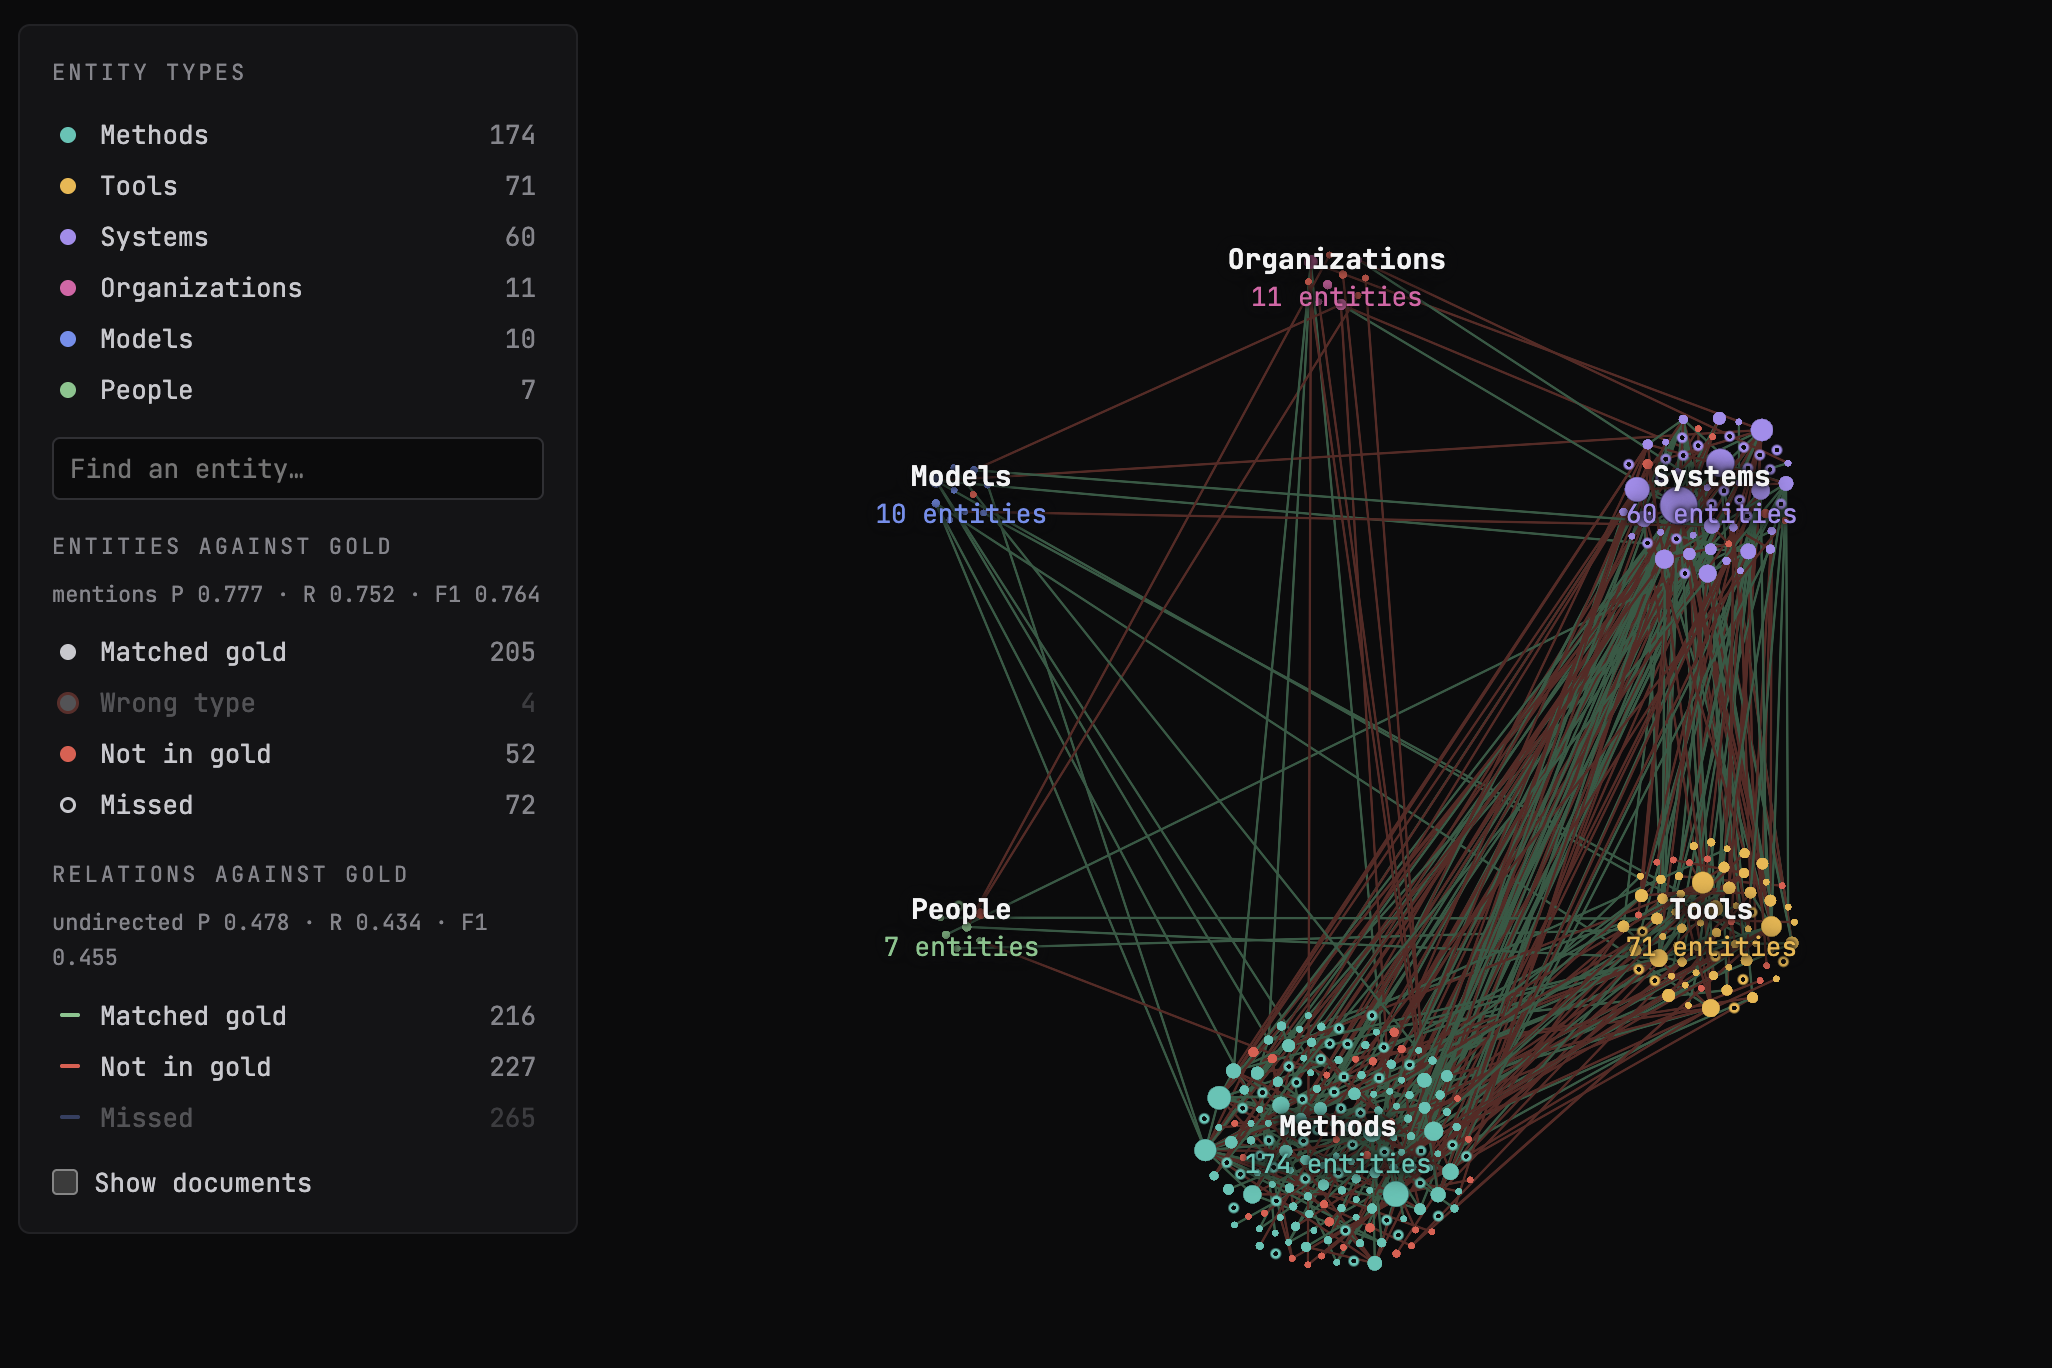 ENTITY TYPES
Methods 174
Tools 71
Systems 60
Organizations 11
Models 10
People 7
Find an entity…
ENTITIES AGAINST GOLD
mentions P 0.777 · R 0.752 · F1 0.764
Matched gold 205
Wrong type 4
Not in gold 52
Missed 72
RELATIONS AGAINST GOLD
undirected P 0.478 · R 0.434 · F1
0.455
Matched gold 216
Not in gold 227
Missed 265
Show documents
Organizations
11 entities
Models
10 entities
Systems
60 entities
People
7 entities
Tools
71 entities
Methods
174 entities